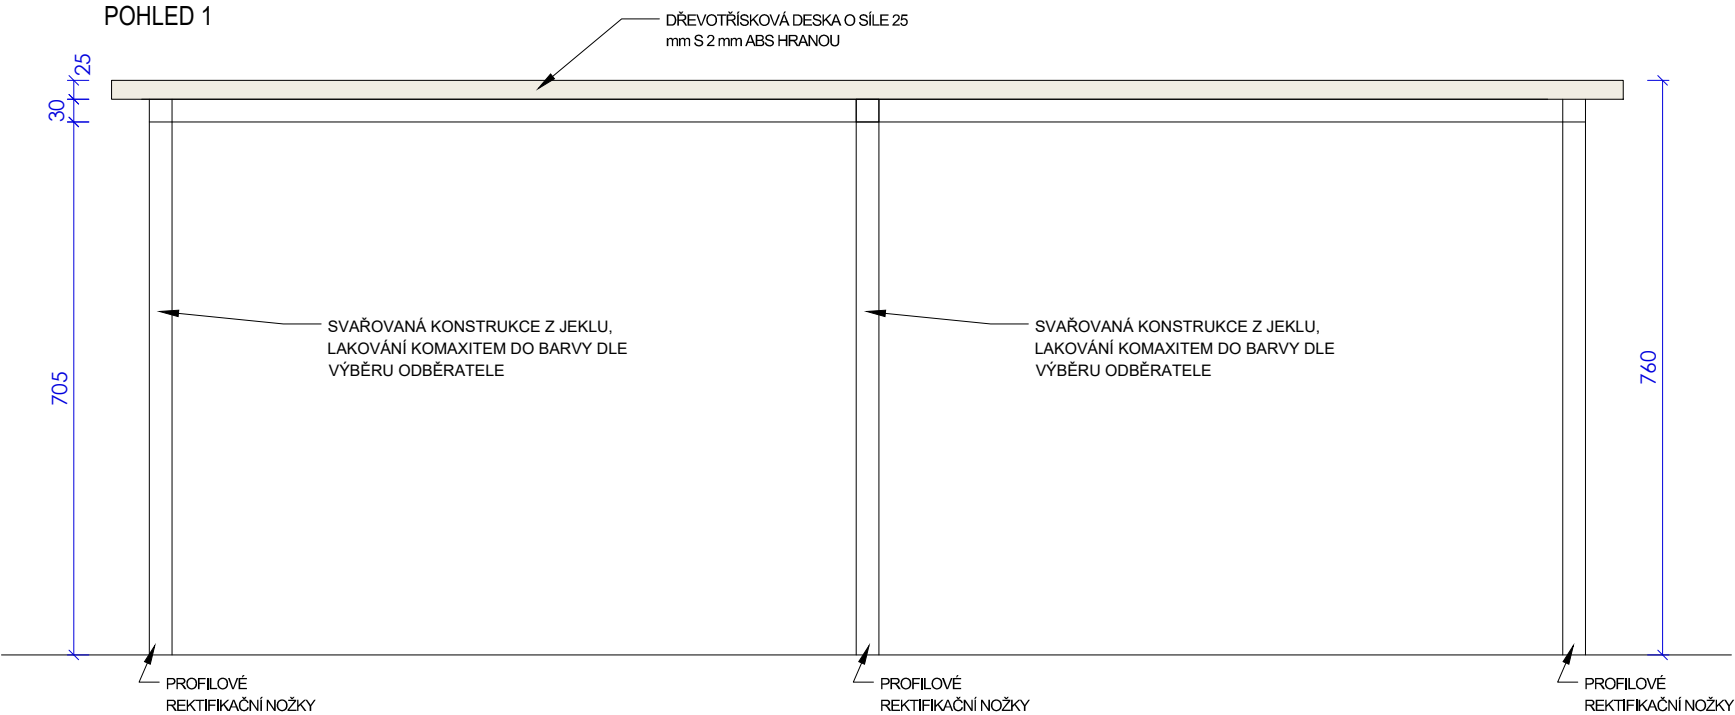 POHLED 1
DŘEVOTŘÍSKOVÁ DESKA O SÍLE 25
mm S 2 mm ABS HRANOU
25
30
705
760
SVAŘOVANÁ KONSTRUKCE Z JEKLU,
LAKOVÁNÍ KOMAXITEM DO BARVY DLE
VÝBĚRU ODBĚRATELE
SVAŘOVANÁ KONSTRUKCE Z JEKLU,
LAKOVÁNÍ KOMAXITEM DO BARVY DLE
VÝBĚRU ODBĚRATELE
PROFILOVÉ
REKTIFIKAČNÍ NOŽKY
PROFILOVÉ
REKTIFIKAČNÍ NOŽKY
PROFILOVÉ
REKTIFIKAČNÍ NOŽKY